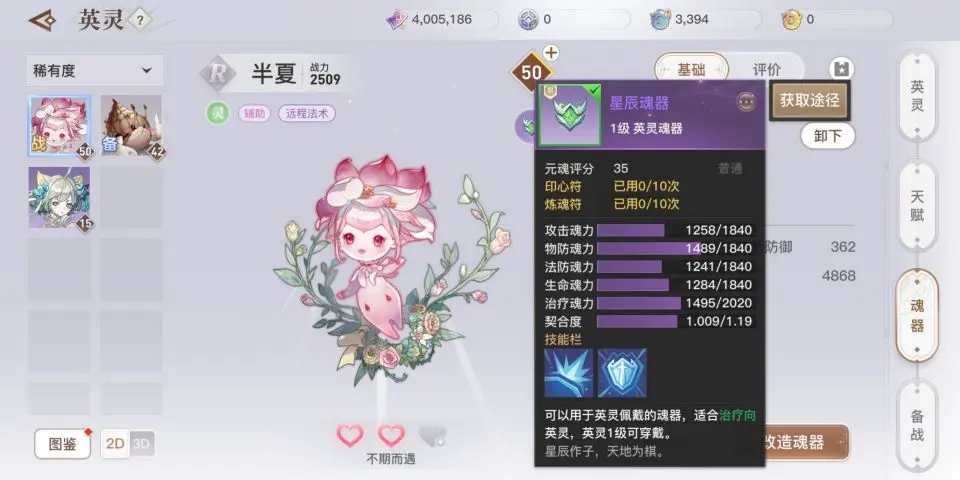 英灵 ?
4,005,186
0
3,394
0
稀有度
战
50
备
42
15
图鉴
2D 3D
R 半夏 战力
2509
灵 辅助 远程法术
不期而遇
50
基础 评价
星辰魂器
1级 英灵魂器
获取途径
卸下
元魂评分 35 普通
印心符 已用0/10次
炼魂符 已用0/10次
攻击魂力 1258/1840
物防魂力 1489/1840
法防魂力 1241/1840
生命魂力 1284/1840
治疗魂力 1495/2020
契合度 1.009/1.19
技能栏
可以用于英灵佩戴的魂器，适合治疗向
英灵，英灵1级可穿戴。
星辰作子，天地为棋。
防御 362
4868
改造魂器
英灵
天赋
魂器
备战